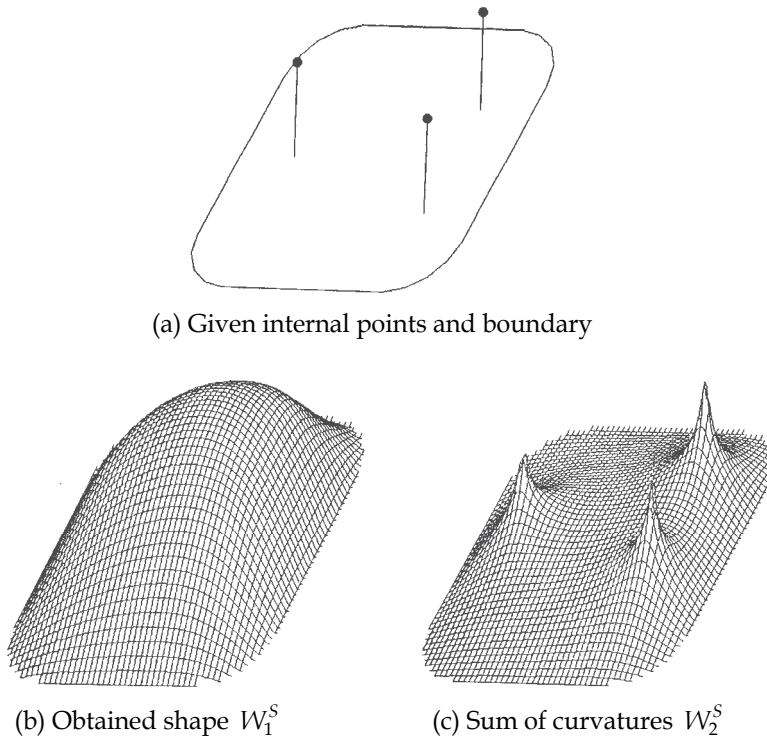 (a) Given internal points and boundary
(b) Obtained shape $W_1^S$
(c) Sum of curvatures $W_2^S$